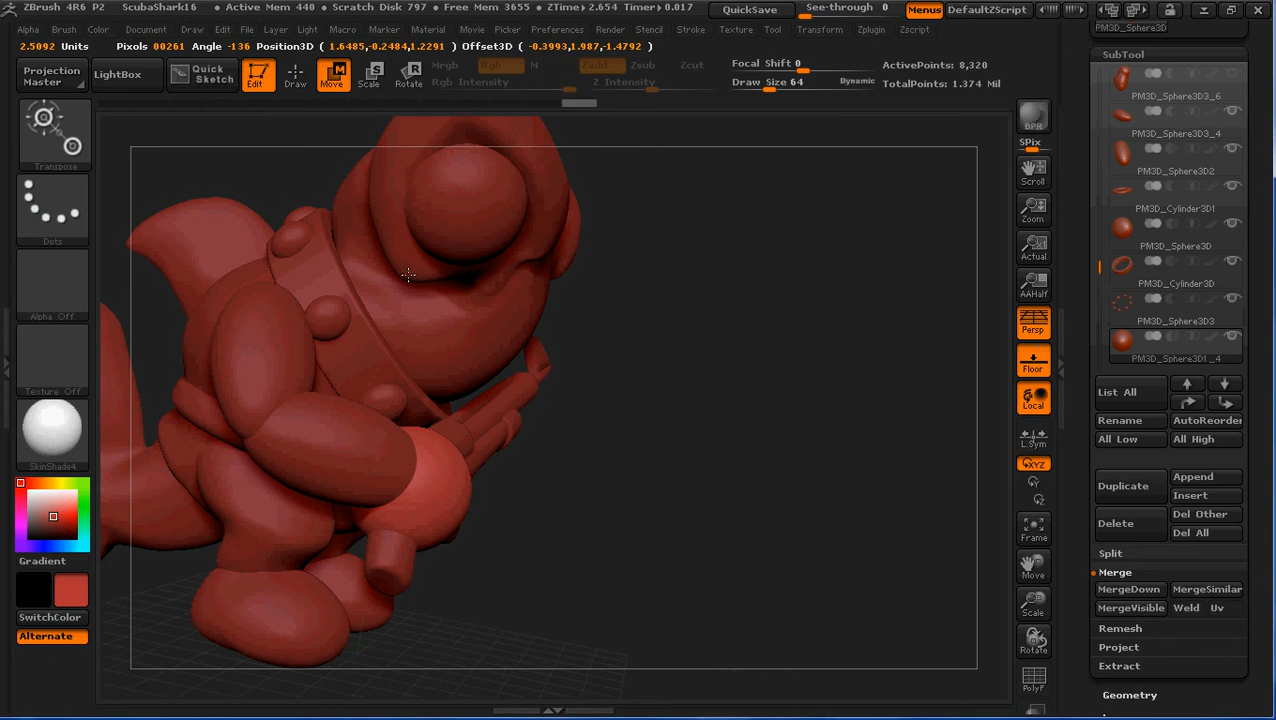 ZBrush 4R6 P2 ScubaShark16 • Active Mem 440 • Scratch Disk 797 • Free Mem 3655 • ZTime▸2.654 Timer▸0.017 QuickSave See-through 0 Menus DefaultZScript
Alpha Brush Color Document Draw Edit File Layer Light Macro Marker Material Movie Picker Preferences Render Stencil Stroke Texture Tool Transform Zplugin Zscript
2.5092 Units Pixols 00261 Angle -136 Position3D ( 1.6485,-0.2484,1.2291 ) Offset3D ( -0.3993,1.987,-1.4792 )
Projection Master
LightBox
Quick Sketch
Edit
Draw
Move
Scale
Rotate
Mrgb Rgb M
Rgb Intensity
Zadd Zsub Zcut
Z Intensity
Focal Shift 0
Draw Size 64 Dynamic
ActivePoints: 8,320
TotalPoints: 1.374 Mil
Transpose
Dots
Alpha Off
Texture Off
SkinShade4
Gradient
SwitchColor
Alternate
BPR
SPix
Scroll
Zoom
Actual
AAHalf
Persp
Floor
Local
L.Sym
XYZ
Y
Z
Frame
Move
Scale
Rotate
PolyF
PM3D_Sphere3D
SubTool
PM3D_Sphere3D3_6
PM3D_Sphere3D3_4
PM3D_Sphere3D2
PM3D_Cylinder3D1
PM3D_Sphere3D
PM3D_Cylinder3D
PM3D_Sphere3D3
PM3D_Sphere3D1_4
List All
Rename AutoReorder
All Low All High
Duplicate
Append
Insert
Delete
Del Other
Del All
Split
Merge
MergeDown MergeSimilar
MergeVisible Weld Uv
Remesh
Project
Extract
Geometry